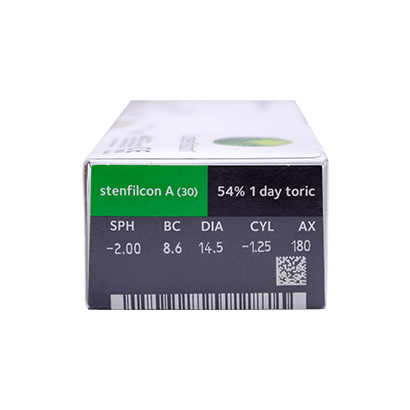 stenfilcon A (30) 54% 1 day toric
SPH BC DIA CYL AX
−2.00 8.6 14.5 −1.25 180